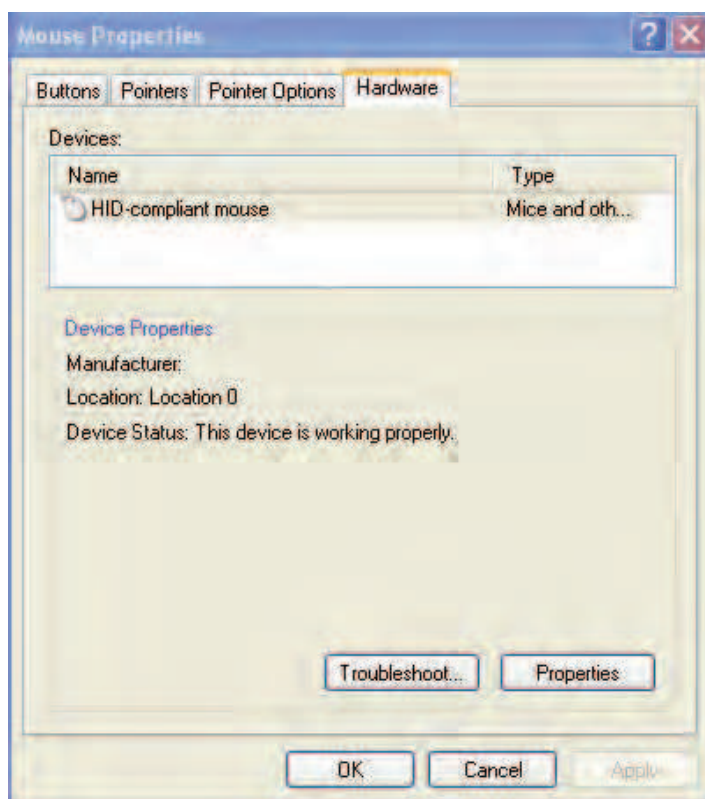 Mouse Properties
?
Buttons Pointers Pointer Options Hardware
Devices:
Name Type
HID-compliant mouse Mice and oth...
Device Properties
Manufacturer:
Location: Location 0
Device Status: This device is working properly.
Troubleshoot... Properties
OK Cancel Apply